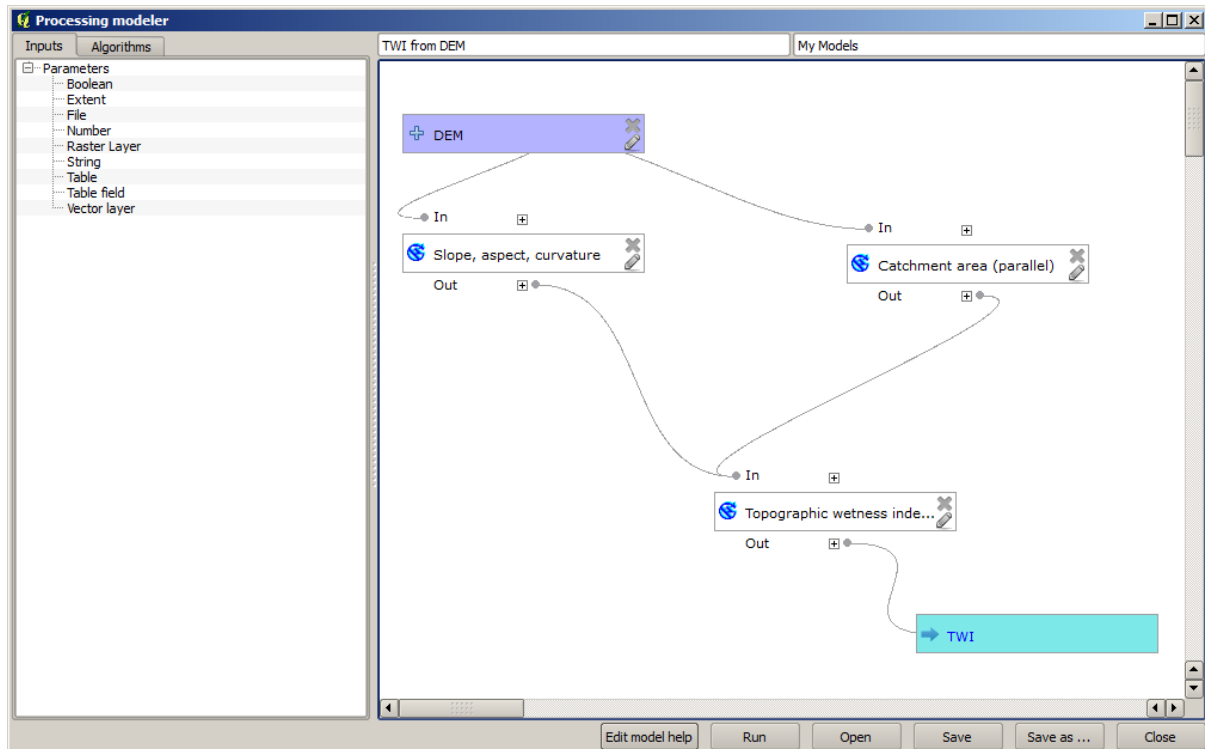 Processing modeler
Inputs
Algorithms
TWI from DEM
My Models
Parameters
Boolean
Extent
File
Number
Raster Layer
String
Table
Table field
Vector layer
DEM
In
Slope, aspect, curvature
Out
In
Catchment area (parallel)
Out
In
Topographic wetness inde...
Out
TWI
Edit model help
Run
Open
Save
Save as ...
Close